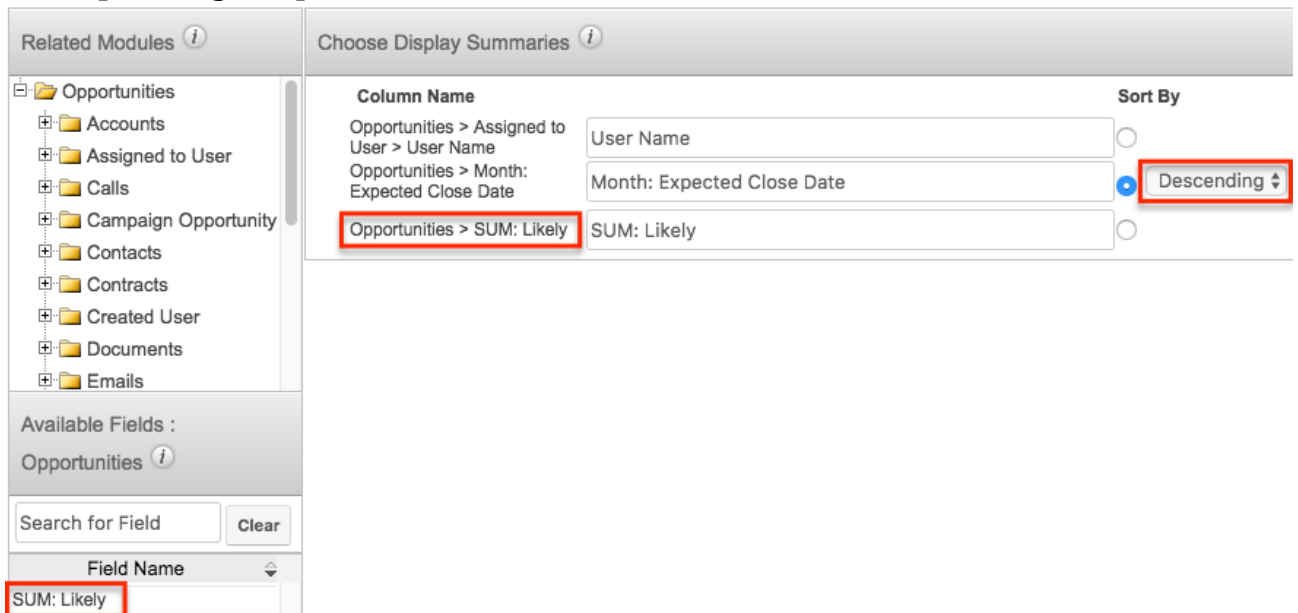 Related Modules i
Choose Display Summaries i
Opportunities
Accounts
Assigned to User
Calls
Campaign Opportunity
Contacts
Contracts
Created User
Documents
Emails
Column Name
Sort By
Opportunities > Assigned to
User > User Name
User Name
Opportunities > Month:
Expected Close Date
Month: Expected Close Date
Descending
Opportunities > SUM: Likely
SUM: Likely
Available Fields :
Opportunities i
Search for Field
Clear
Field Name
SUM: Likely